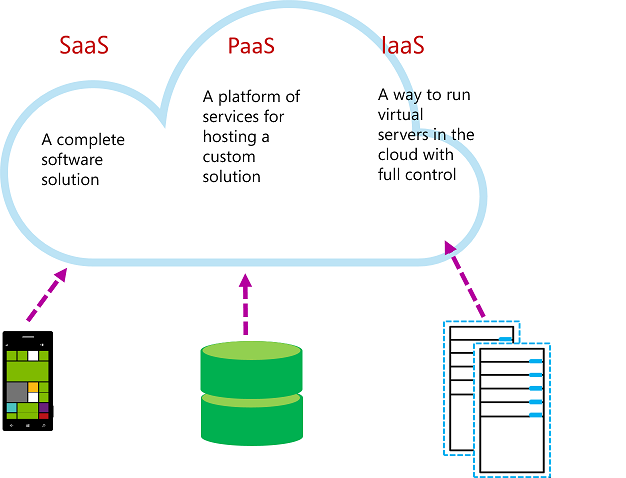 SaaS
PaaS
IaaS
A complete
software
solution
A platform of
services for
hosting a
custom
solution
A way to run
virtual
servers in the
cloud with
full control